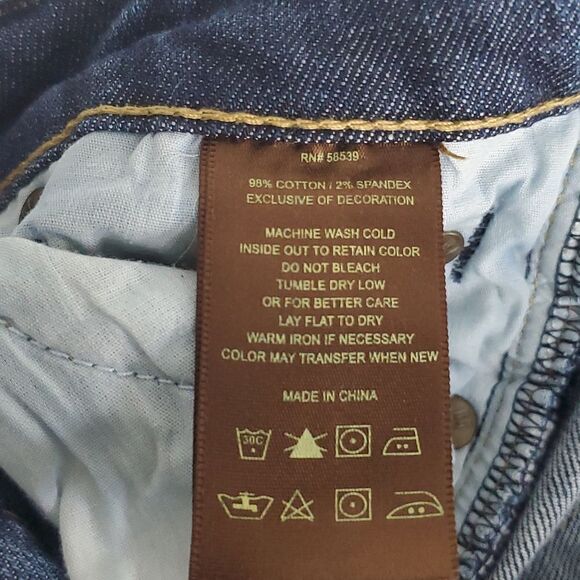 RN# 58539
98% COTTON / 2% SPANDEX
EXCLUSIVE OF DECORATION
MACHINE WASH COLD
INSIDE OUT TO RETAIN COLOR
DO NOT BLEACH
TUMBLE DRY LOW
OR FOR BETTER CARE
LAY FLAT TO DRY
WARM IRON IF NECESSARY
COLOR MAY TRANSFER WHEN NEW
MADE IN CHINA
30C